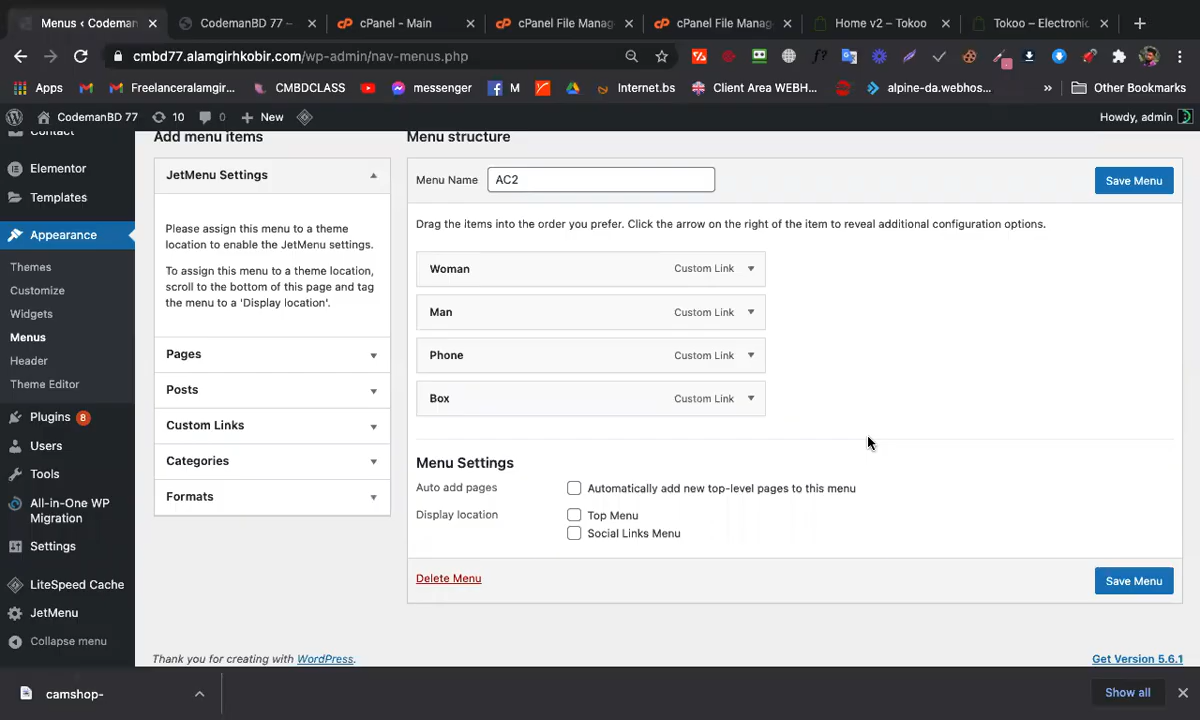 Menus ‹ Codeman
CodemanBD 77 –
cPanel - Main
cPanel File Manag
cPanel File Manag
Home v2 – Tokoo
Tokoo – Electronic
cmbd77.alamgirhkobir.com/wp-admin/nav-menus.php
Apps
Freelanceralamgir...
CMBDCLASS
messenger
M
Internet.bs
Client Area WEBH...
alpine-da.webhos...
»
Other Bookmarks
CodemanBD 77
10
0
New
Howdy, admin
Contact
Elementor
Templates
Appearance
Themes
Customize
Widgets
Menus
Header
Theme Editor
Plugins 8
Users
Tools
All-in-One WP
Migration
Settings
LiteSpeed Cache
JetMenu
Collapse menu
Add menu items
JetMenu Settings
Please assign this menu to a theme
location to enable the JetMenu settings.
To assign this menu to a theme location,
scroll to the bottom of this page and tag
the menu to a 'Display location'.
Pages
Posts
Custom Links
Categories
Formats
Menu structure
Menu Name AC2
Save Menu
Drag the items into the order you prefer. Click the arrow on the right of the item to reveal additional configuration options.
Woman Custom Link
Man Custom Link
Phone Custom Link
Box Custom Link
Menu Settings
Auto add pages Automatically add new top-level pages to this menu
Display location Top Menu
Social Links Menu
Delete Menu
Save Menu
Thank you for creating with WordPress.
Get Version 5.6.1
camshop-
Show all